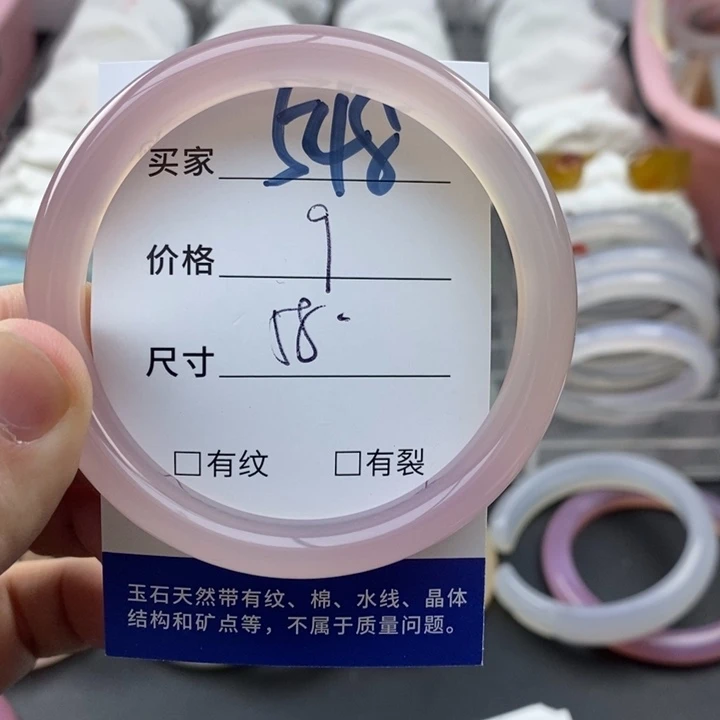 买家 548
价格 9
尺寸 58
□有纹 □有裂
玉石天然带有纹、棉、水线、晶体
结构和矿点等，不属于质量问题。